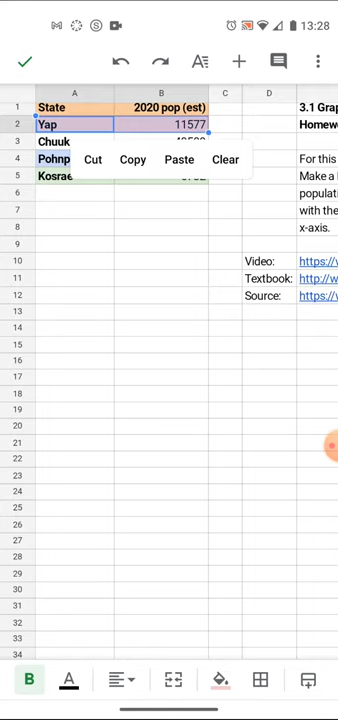 13:28
A B C D
1 State 2020 pop (est) 3.1 Grap
2 Yap 11577 Homew
3 Chuuk
Cut Copy Paste Clear
4 Pohnp For this
5 Kosrae Make a
6 populati
7 with the
8 x-axis.
9
10 Video: https://v
11 Textbook: http://w
12 Source: https://v
13
14
15
16
17
18
19
20
21
22
23
24
25
26
27
28
29
30
31
32
33
34
B A